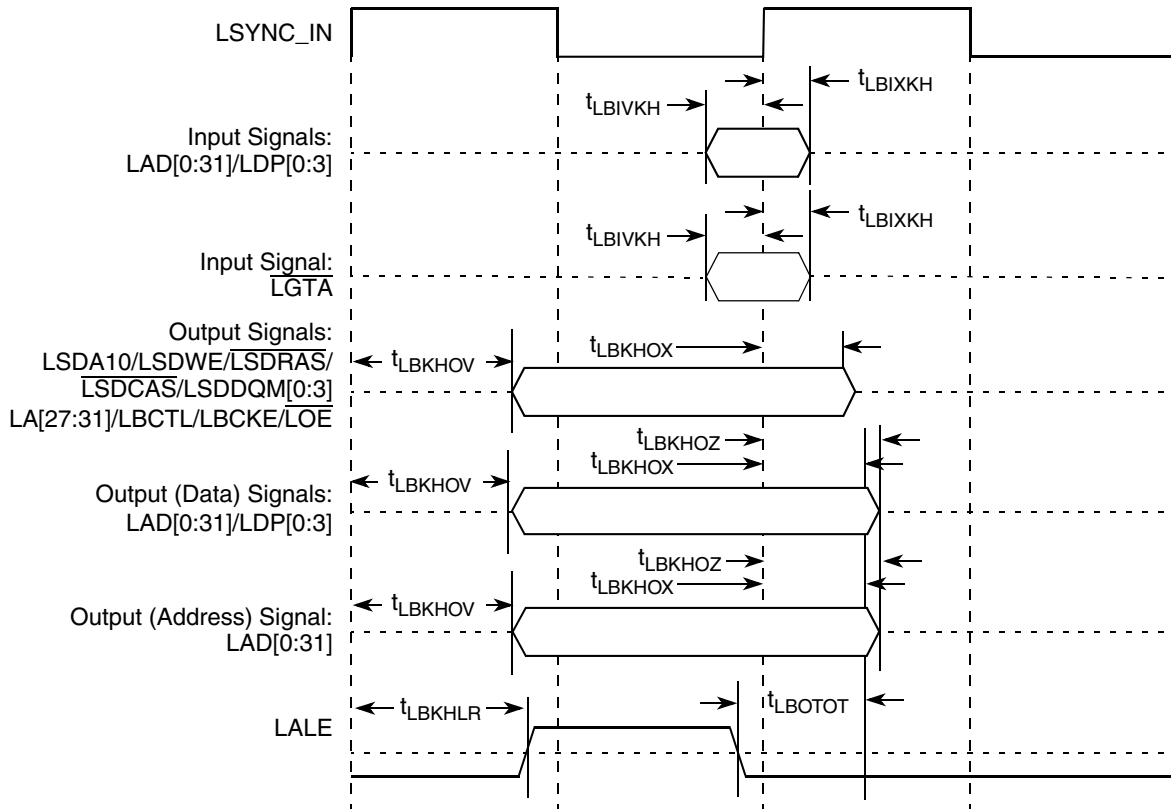 LSYNC_IN
tLBIXKH
tLBIVKH
Input Signals:
LAD[0:31]/LDP[0:3]
tLBIXKH
tLBIVKH
Input Signal:
LGTA
Output Signals:
LSDA10/LSDWE/LSDRAS/
LSDCAS/LSDDQM[0:3]
LA[27:31]/LBCTL/LBCKE/LOE
tLBKHOV
tLBKHOX
tLBKHOZ
tLBKHOX
tLBKHOV
Output (Data) Signals:
LAD[0:31]/LDP[0:3]
tLBKHOZ
tLBKHOX
tLBKHOV
Output (Address) Signal:
LAD[0:31]
tLBKHLR
tLBOTOT
LALE